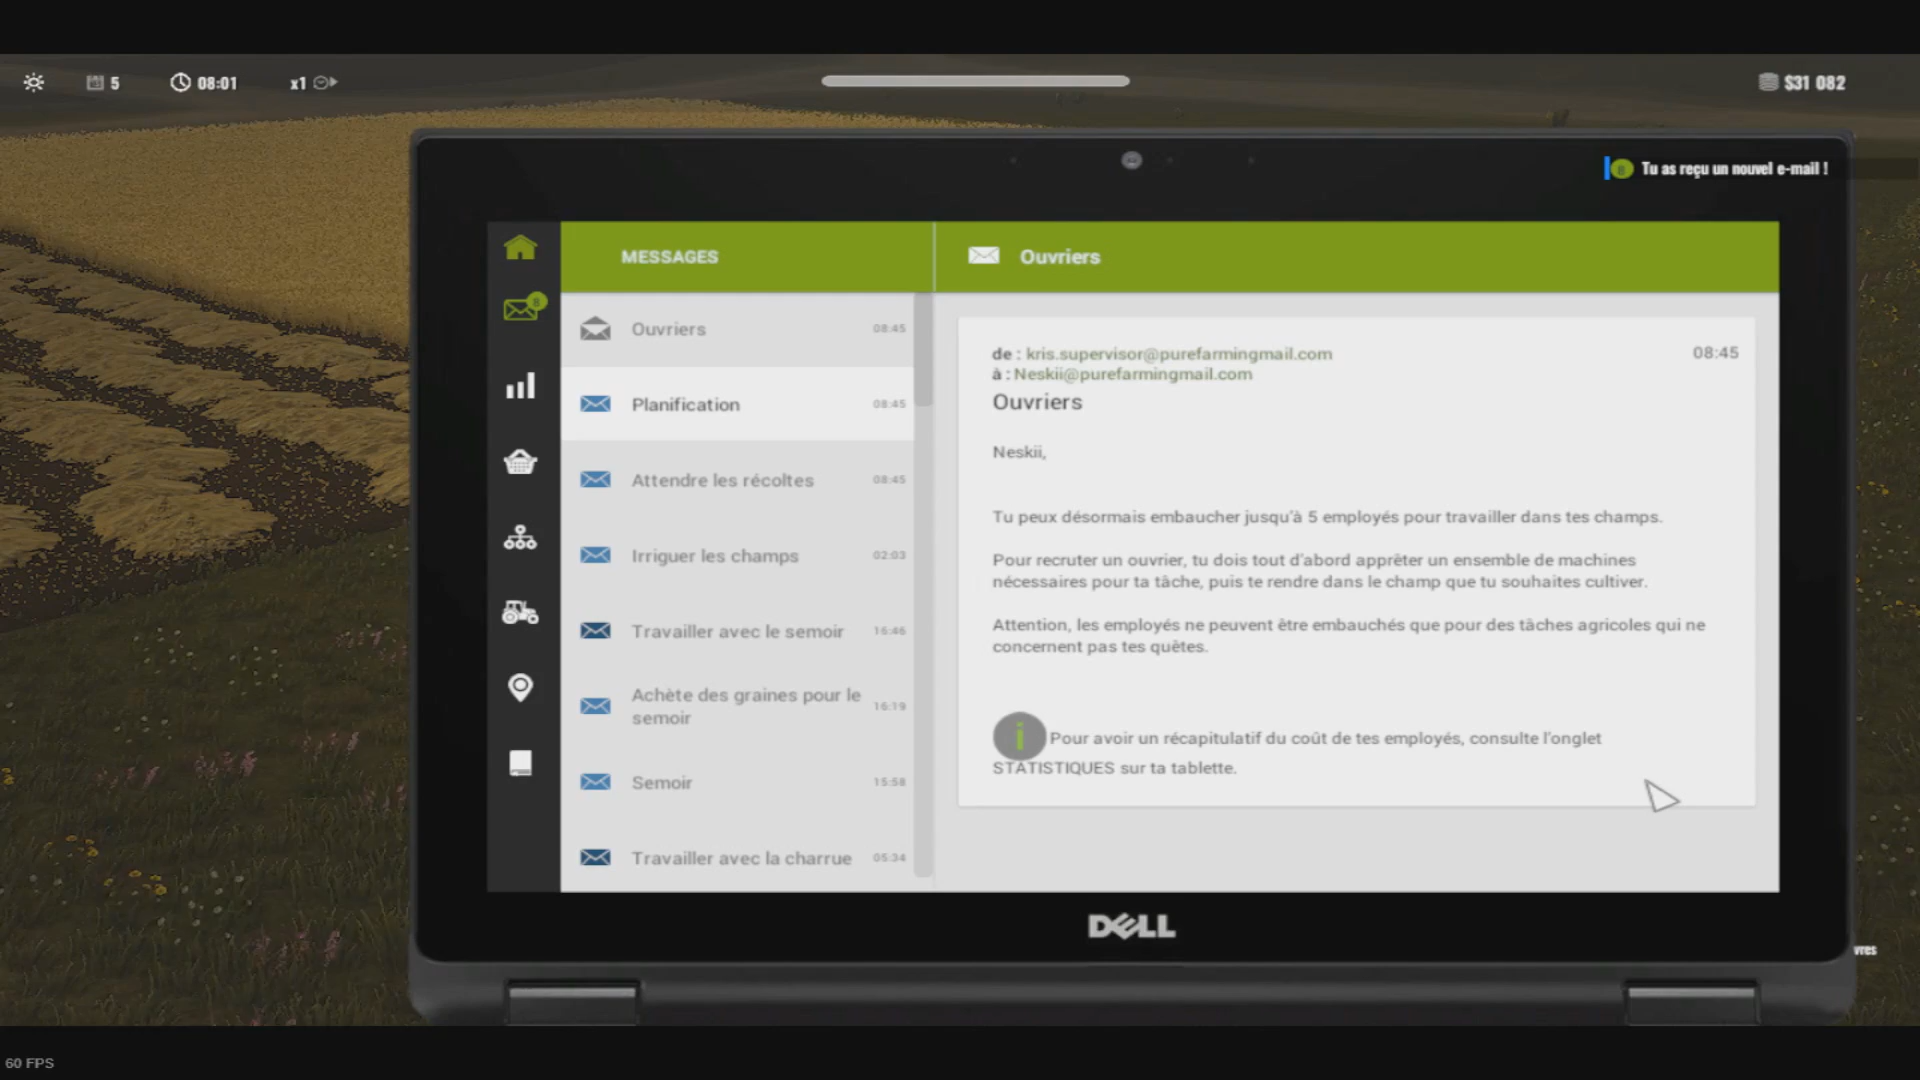 5
08:01
x1
$31 082
8 Tu as reçu un nouvel e-mail !
MESSAGES
Ouvriers
8
Ouvriers 08:45
Planification 08:45
Attendre les récoltes 08:45
Irriguer les champs 02:03
Travailler avec le semoir 16:46
Achète des graines pour le
semoir 16:19
Semoir 15:58
Travailler avec la charrue 05:34
de : kris.supervisor@purefarmingmail.com 08:45
à : Neskii@purefarmingmail.com
Ouvriers
Neskii,
Tu peux désormais embaucher jusqu'à 5 employés pour travailler dans tes champs.
Pour recruter un ouvrier, tu dois tout d'abord apprêter un ensemble de machines
nécessaires pour ta tâche, puis te rendre dans le champ que tu souhaites cultiver.
Attention, les employés ne peuvent être embauchés que pour des tâches agricoles qui ne
concernent pas tes quêtes.
i Pour avoir un récapitulatif du coût de tes employés, consulte l'onglet
STATISTIQUES sur ta tablette.
DELL
vres
60 FPS